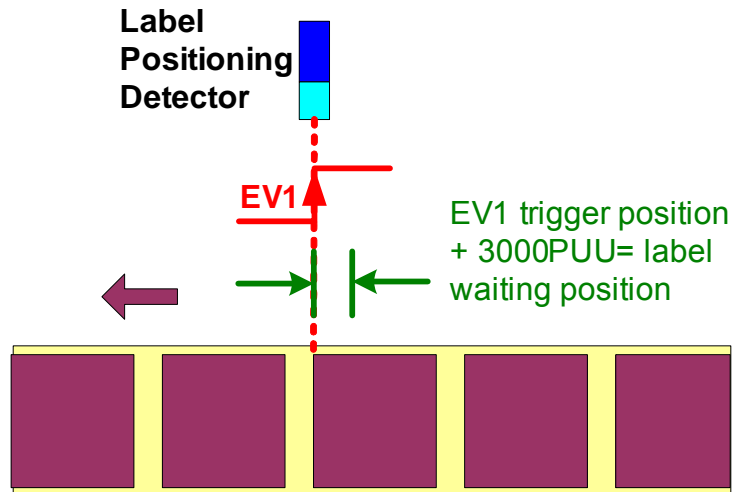 Label
Positioning
Detector
EV1
EV1 trigger position
+ 3000PUU= label
waiting position